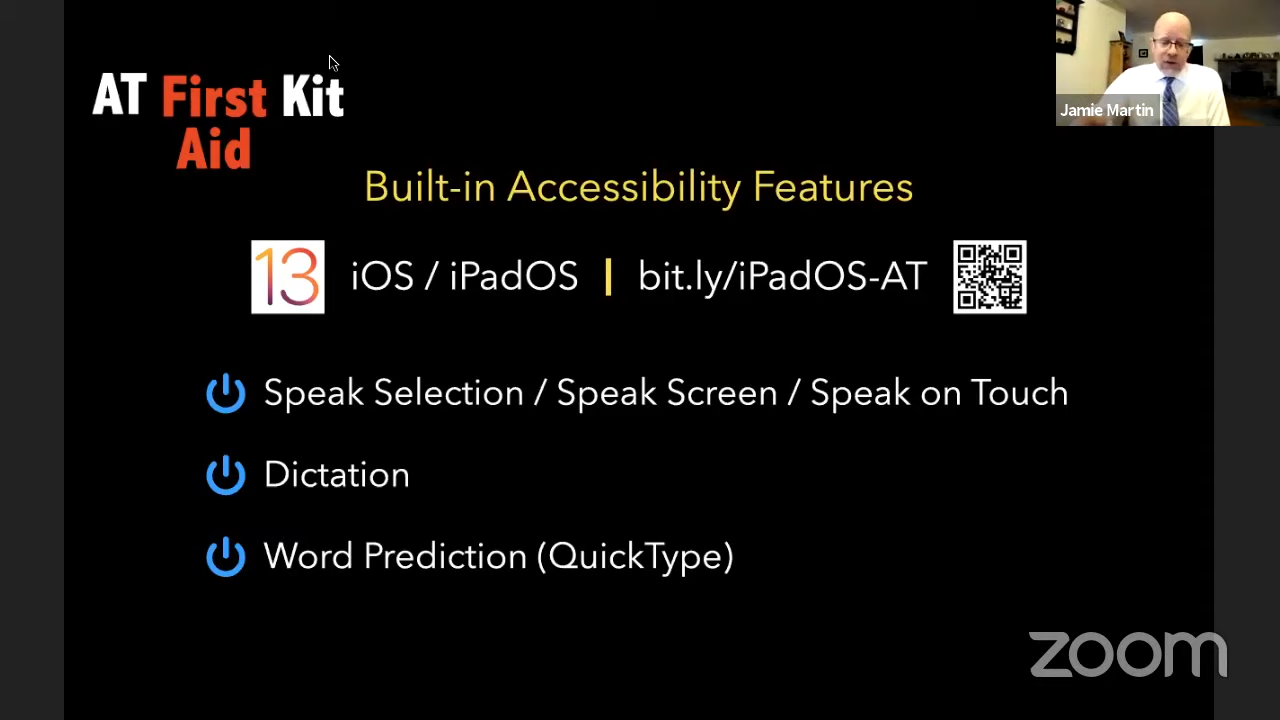 AT First Kit
Aid
Jamie Martin
Built-in Accessibility Features
13 iOS / iPadOS | bit.ly/iPadOS-AT
Speak Selection / Speak Screen / Speak on Touch
Dictation
Word Prediction (QuickType)
zoom